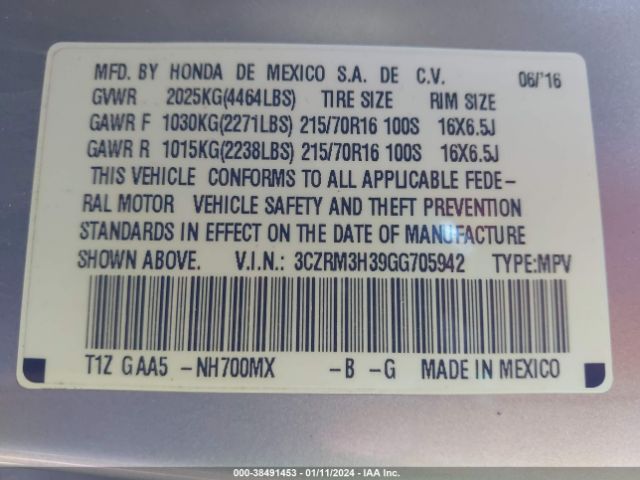 MFD. BY HONDA DE MEXICO S.A. DE C.V. 06/'16
GVWR 2025KG(4464LBS) TIRE SIZE RIM SIZE
GAWR F 1030KG(2271LBS) 215/70R16 100S 16X6.5J
GAWR R 1015KG(2238LBS) 215/70R16 100S 16X6.5J
THIS VEHICLE CONFORMS TO ALL APPLICABLE FEDE-
RAL MOTOR VEHICLE SAFETY AND THEFT PREVENTION
STANDARDS IN EFFECT ON THE DATE OF MANUFACTURE
SHOWN ABOVE. V.I.N.: 3CZRM3H39GG705942 TYPE:MPV
T1Z GAA5 -NH700MX -B -G MADE IN MEXICO
© COPYRIGHT - 38491453 - 01/11/2024 - IAA Inc.